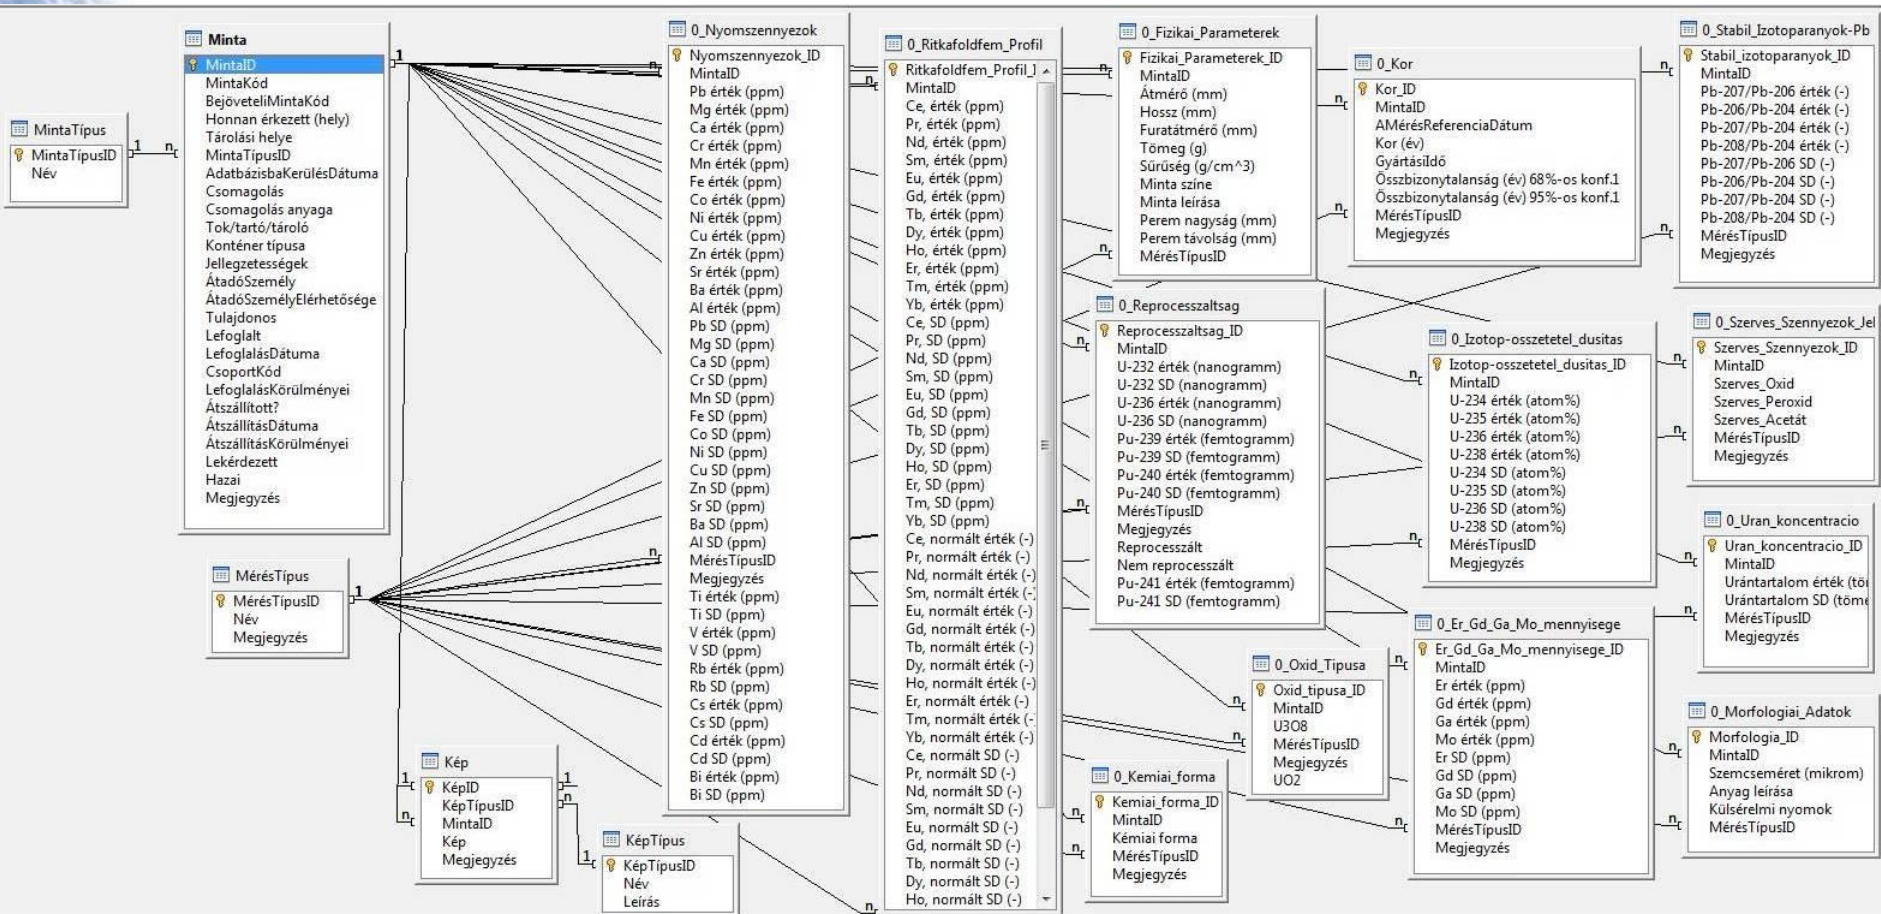 MintaTípus
MintaTípusID
Név
1
n
Minta
MintaID
MintaKód
BejöveteliMintaKód
Honnan érkezett (hely)
Tárolási helye
MintaTípusID
AdatbázisbaKerülésDátuma
Csomagolás
Csomagolás anyaga
Tok/tartó/tároló
Konténer típusa
Jellegzetességek
ÁtadóSzemély
ÁtadóSzemélyElérhetősége
Tulajdonos
Lefoglalt
LefoglalásDátuma
CsoportKód
LefoglalásKörülményei
Átszállított?
ÁtszállításDátuma
ÁtszállításKörülményei
Lekérdezett
Hazai
Megjegyzés
1
MérésTípus
MérésTípusID
Név
Megjegyzés
1
Kép
KépID
KépTípusID
MintaID
Kép
Megjegyzés
1
n
1
n
KépTípus
KépTípusID
Név
Leírás
1
0_Nyomszennyezok
Nyomszennyezok_ID
MintaID
Pb érték (ppm)
Mg érték (ppm)
Ca érték (ppm)
Cr érték (ppm)
Mn érték (ppm)
Fe érték (ppm)
Co érték (ppm)
Ni érték (ppm)
Cu érték (ppm)
Zn érték (ppm)
Sr érték (ppm)
Ba érték (ppm)
Al érték (ppm)
Pb SD (ppm)
Mg SD (ppm)
Ca SD (ppm)
Cr SD (ppm)
Mn SD (ppm)
Fe SD (ppm)
Co SD (ppm)
Ni SD (ppm)
Cu SD (ppm)
Zn SD (ppm)
Sr SD (ppm)
Ba SD (ppm)
Al SD (ppm)
MérésTípusID
Megjegyzés
Ti érték (ppm)
Ti SD (ppm)
V érték (ppm)
V SD (ppm)
Rb érték (ppm)
Rb SD (ppm)
Cs érték (ppm)
Cs SD (ppm)
Cd érték (ppm)
Cd SD (ppm)
Bi érték (ppm)
Bi SD (ppm)
n
n
0_Ritkafoldfem_Profil
Ritkafoldfem_Profil_I
MintaID
Ce, érték (ppm)
Pr, érték (ppm)
Nd, érték (ppm)
Sm, érték (ppm)
Eu, érték (ppm)
Gd, érték (ppm)
Tb, érték (ppm)
Dy, érték (ppm)
Ho, érték (ppm)
Er, érték (ppm)
Tm, érték (ppm)
Yb, érték (ppm)
Ce, SD (ppm)
Pr, SD (ppm)
Nd, SD (ppm)
Sm, SD (ppm)
Eu, SD (ppm)
Gd, SD (ppm)
Tb, SD (ppm)
Dy, SD (ppm)
Ho, SD (ppm)
Er, SD (ppm)
Tm, SD (ppm)
Yb, SD (ppm)
Ce, normált érték (-)
Pr, normált érték (-)
Nd, normált érték (-)
Sm, normált érték (-)
Eu, normált érték (-)
Gd, normált érték (-)
Tb, normált érték (-)
Dy, normált érték (-)
Ho, normált érték (-)
Er, normált érték (-)
Tm, normált érték (-
Yb, normált érték (-)
Ce, normált SD (-)
Pr, normált SD (-)
Nd, normált SD (-)
Sm, normált SD (-)
Eu, normált SD (-)
Gd, normált SD (-)
Tb, normált SD (-)
Dy, normált SD (-)
Ho, normált SD (-)
n
n
0_Fizikai_Parameterek
Fizikai_Parameterek_ID
MintaID
Átmérő (mm)
Hossz (mm)
Furatátmérő (mm)
Tömeg (g)
Sűrűség (g/cm^3)
Minta színe
Minta leírása
Perem nagyság (mm)
Perem távolság (mm)
MérésTípusID
n
n
0_Reprocesszaltsag
Reprocesszaltsag_ID
MintaID
U-232 érték (nanogramm)
U-232 SD (nanogramm)
U-236 érték (nanogramm)
U-236 SD (nanogramm)
Pu-239 érték (femtogramm)
Pu-239 SD (femtogramm)
Pu-240 érték (femtogramm)
Pu-240 SD (femtogramm)
MérésTípusID
Megjegyzés
Reprocesszált
Nem reprocesszált
Pu-241 érték (femtogramm)
Pu-241 SD (femtogramm)
n
n
0_Kemiai_forma
Kemiai_forma_ID
MintaID
Kémiai forma
MérésTípusID
Megjegyzés
n
n
0_Oxid_Tipusa
Oxid_tipusa_ID
MintaID
U3O8
MérésTípusID
Megjegyzés
UO2
n
n
0_Kor
Kor_ID
MintaID
AMérésReferenciaDátum
Kor (év)
GyártásiIdő
Összbizonytalanság (év) 68%-os konf.1
Összbizonytalanság (év) 95%-os konf.1
MérésTípusID
Megjegyzés
n
n
0_Izotop-osszetetel_dusitas
Izotop-osszetetel_dusitas_ID
MintaID
U-234 érték (atom%)
U-235 érték (atom%)
U-236 érték (atom%)
U-238 érték (atom%)
U-234 SD (atom%)
U-235 SD (atom%)
U-236 SD (atom%)
U-238 SD (atom%)
MérésTípusID
Megjegyzés
n
n
0_Er_Gd_Ga_Mo_mennyisege
Er_Gd_Ga_Mo_mennyisege_ID
MintaID
Er érték (ppm)
Gd érték (ppm)
Ga érték (ppm)
Mo érték (ppm)
Er SD (ppm)
Gd SD (ppm)
Ga SD (ppm)
Mo SD (ppm)
MérésTípusID
Megjegyzés
n
n
0_Stabil_Izotoparanyok-Pb
Stabil_izotoparanyok_ID
MintaID
Pb-207/Pb-206 érték (-)
Pb-206/Pb-204 érték (-)
Pb-207/Pb-204 érték (-)
Pb-208/Pb-204 érték (-)
Pb-207/Pb-206 SD (-)
Pb-206/Pb-204 SD (-)
Pb-207/Pb-204 SD (-)
Pb-208/Pb-204 SD (-)
MérésTípusID
Megjegyzés
n
n
0_Szerves_Szennyezok_Jel
Szerves_Szennyezok_ID
MintaID
Szerves_Oxid
Szerves_Peroxid
Szerves_Acetát
MérésTípusID
Megjegyzés
n
n
0_Uran_koncentracio
Uran_koncentracio_ID
MintaID
Urántartalom érték (töm
Urántartalom SD (töme
MérésTípusID
Megjegyzés
n
n
0_Morfologiai_Adatok
Morfologia_ID
MintaID
Szemcseméret (mikrom)
Anyag leírása
Külsérelmi nyomok
MérésTípusID
n
n